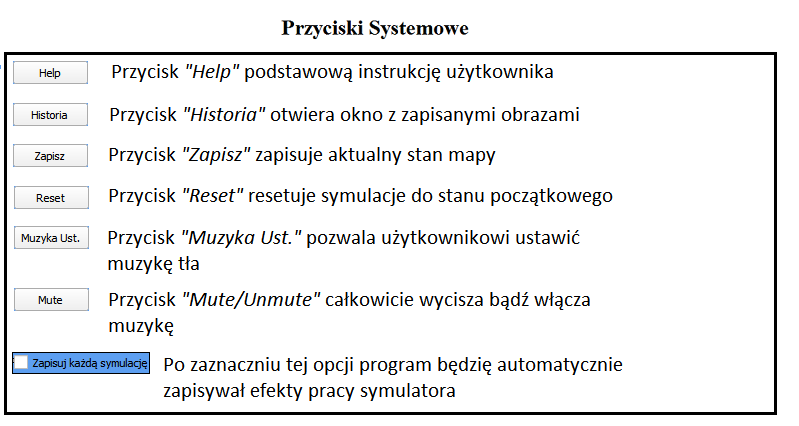 Przyciski Systemowe
Help
Przycisk "Help" podstawową instrukcję użytkownika
Historia
Przycisk "Historia" otwiera okno z zapisanymi obrazami
Zapisz
Przycisk "Zapisz" zapisuje aktualny stan mapy
Reset
Przycisk "Reset" resetuje symulacje do stanu początkowego
Muzyka Ust.
Przycisk "Muzyka Ust." pozwala użytkownikowi ustawić
muzykę tła
Mute
Przycisk "Mute/Unmute" całkowicie wycisza bądź włącza
muzykę
Zapisuj każdą symulację
Po zaznaczniu tej opcji program będzię automatycznie
zapisywał efekty pracy symulatora